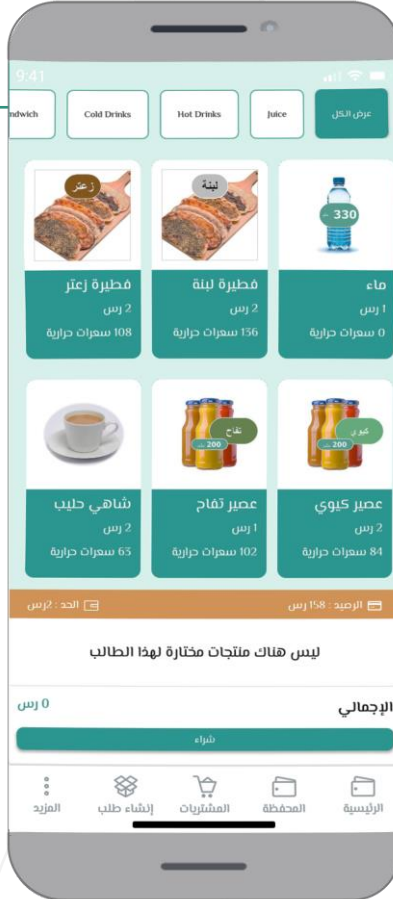 9:41
عرض الكل
Juice
Hot Drinks
Cold Drinks
ndwich
330
ماء
1 رس
0 سعرات حرارية
لبنة
فطيرة لبنة
2 رس
136 سعرات حرارية
زعتر
فطيرة زعتر
2 رس
108 سعرات حرارية
كيوي
200
عصير كيوي
2 رس
84 سعرات حرارية
تفاح
200
عصير تفاح
1 رس
102 سعرات حرارية
شاهي حليب
2 رس
63 سعرات حرارية
الرصيد : 158 رس
الحد : 2رس
ليس هناك منتجات مختارة لهذا الطالب
الإجمالي
0 رس
شراء
الرئيسية
المحفظة
المشتريات
إنشاء طلب
المزيد